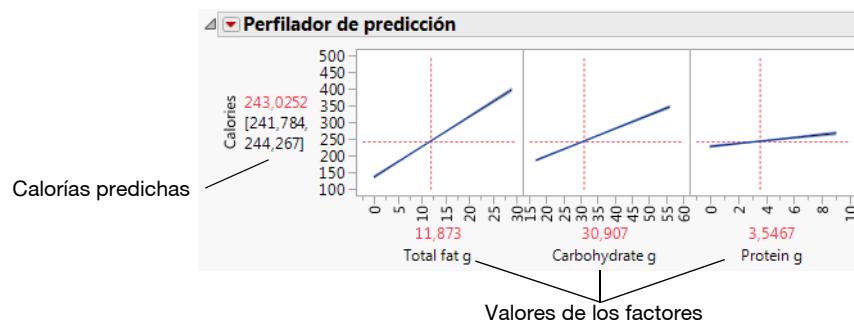 Perfilador de predicción
500
450
400
350
300
250
200
150
100
Calories
243,0252
[241,784,
244,267]
Calorías predichas
0 5 10 15 20 25 30 15 20 25 30 35 40 45 50 55 60 0 2 4 6 8 10
11,873 30,907 3,5467
Total fat g Carbohydrate g Protein g
Valores de los factores